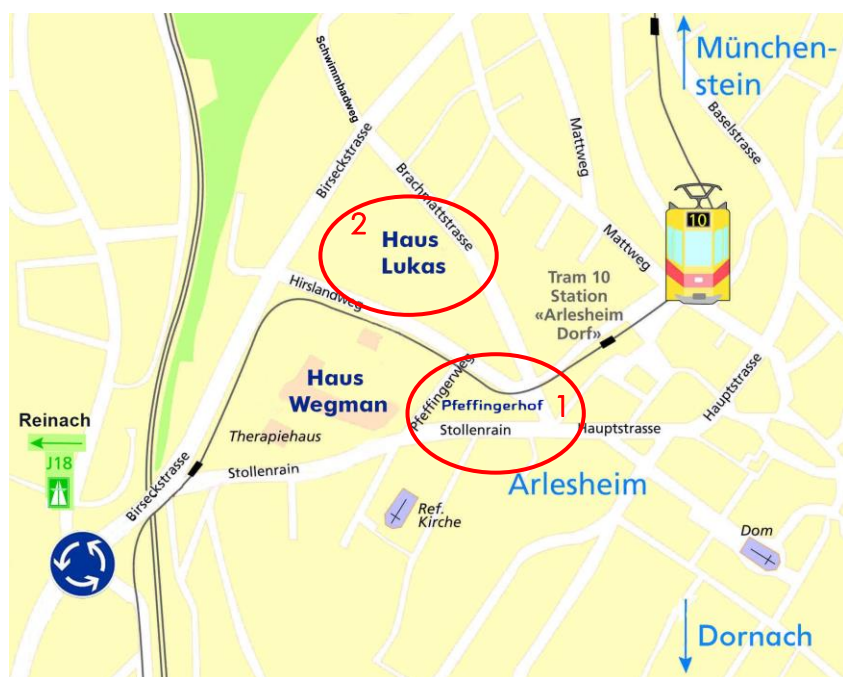 München-
stein
Schwimmbadweg
Birseckstrasse
Mattweg
Baselstrasse
Brachmattstrasse
10
2
Haus
Lukas
Mattweg
Hirslandweg
Tram 10
Station
«Arlesheim
Dorf»
Haus
Wegman
Pfeffingerweg
Pfeffingerhof
1
Hauptstrasse
Reinach
J18
Therapiehaus
Stollenrain
Hauptstrasse
Birseckstrasse
Stollenrain
Arlesheim
Ref.
Kirche
Dom
Dornach